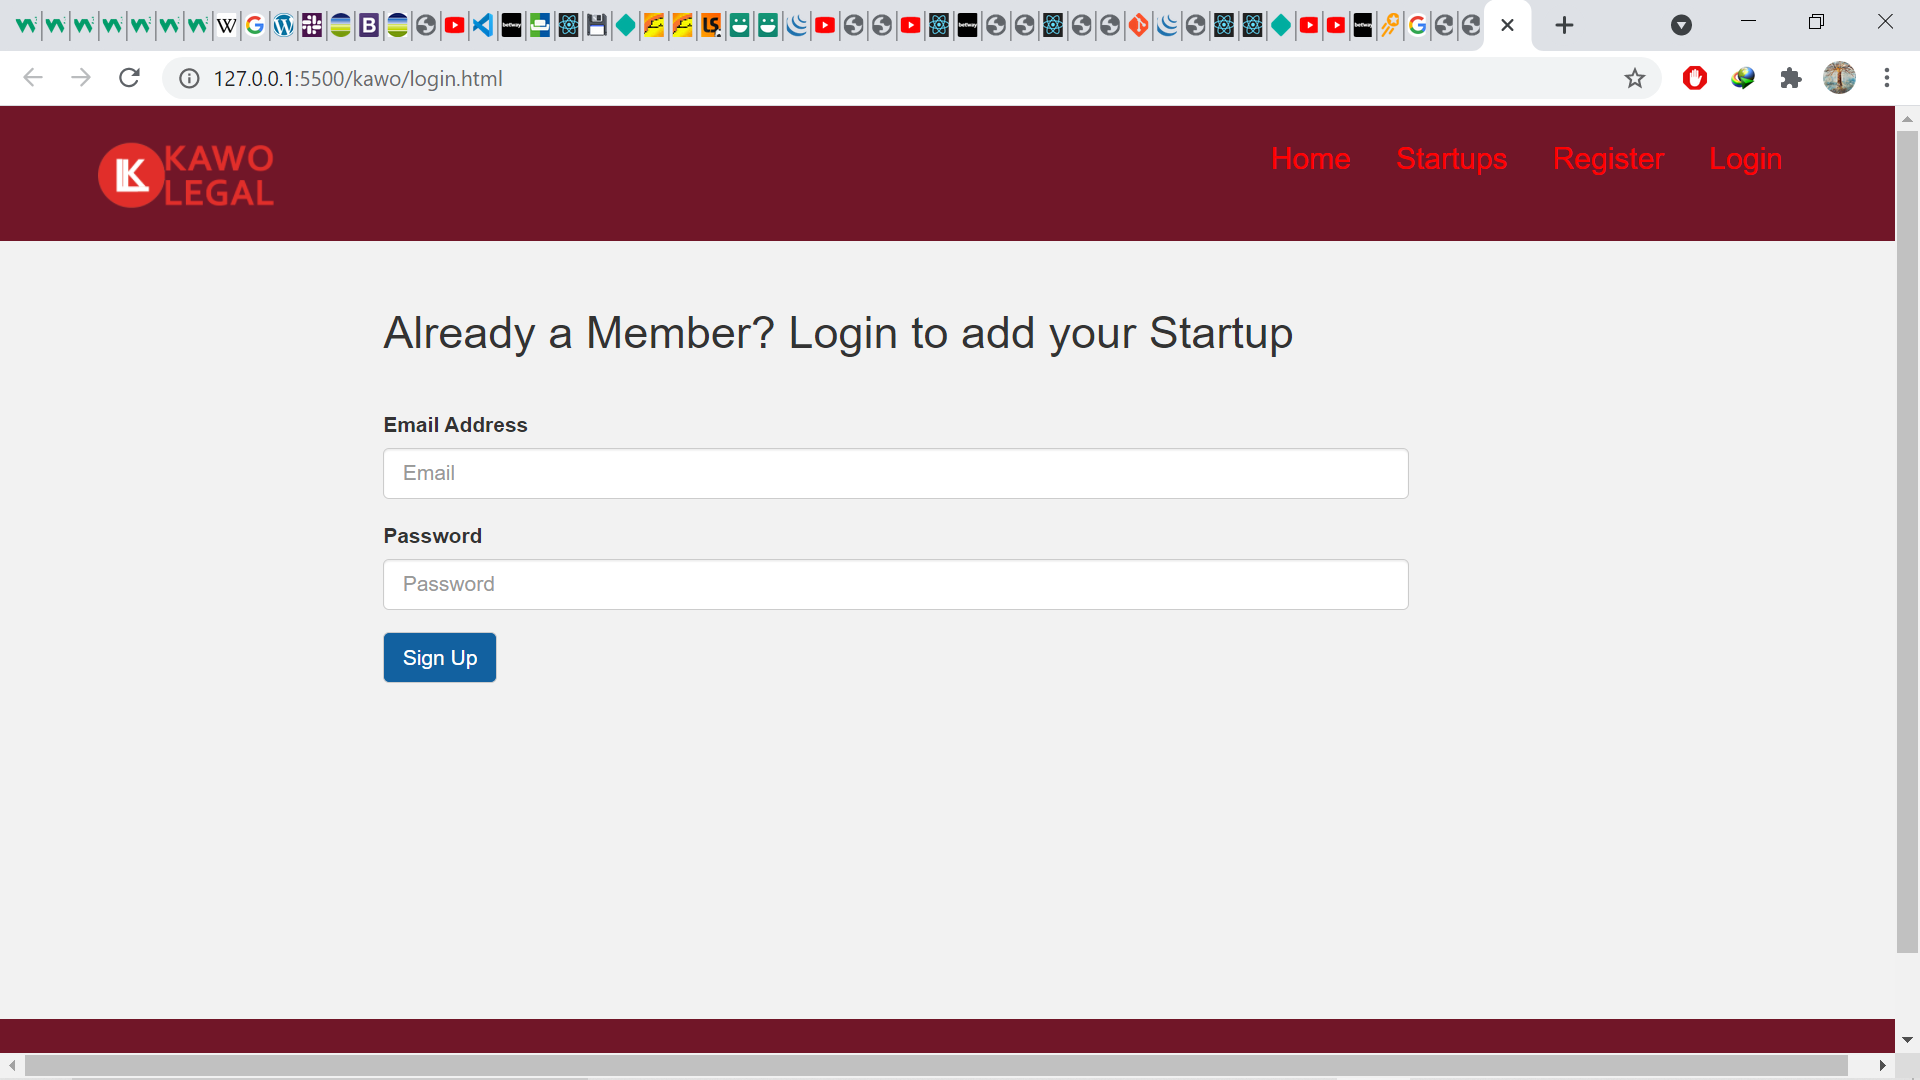 127.0.0.1:5500/kawo/login.html
KAWO
LEGAL
Home Startups Register Login
Already a Member? Login to add your Startup
Email Address
Email
Password
Password
Sign Up